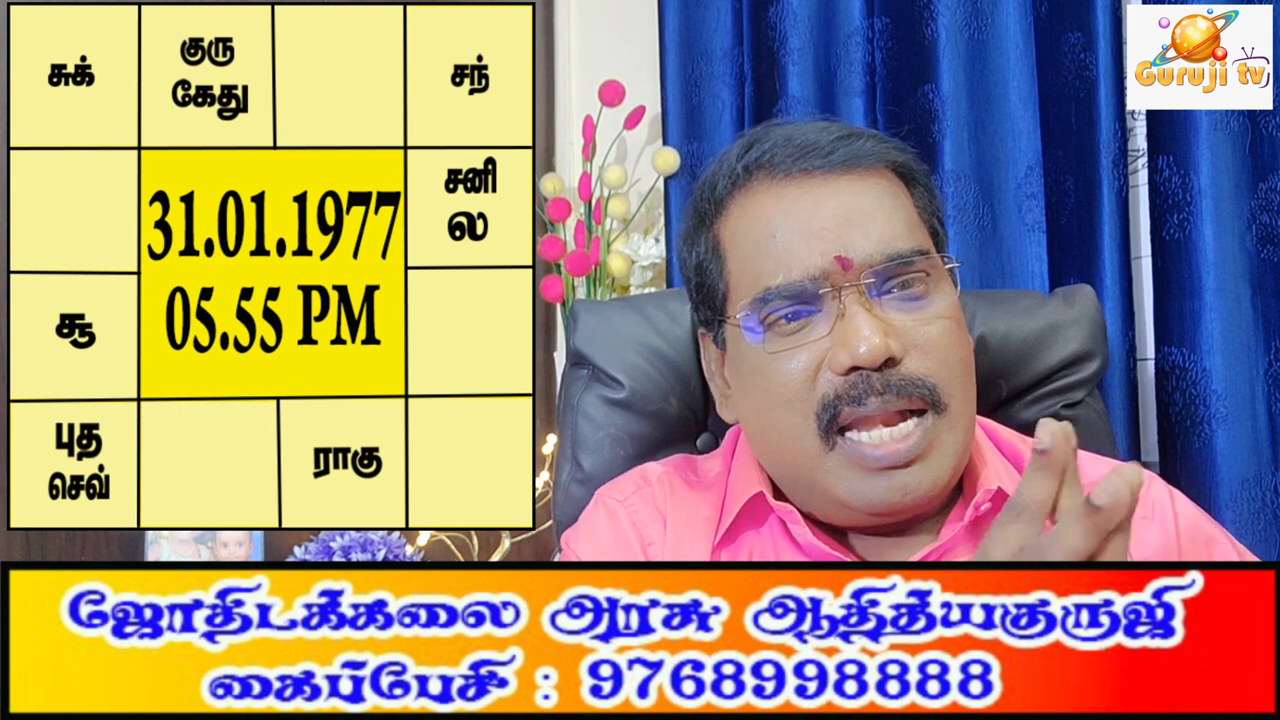 சுக்
குரு
கேது
சந்
சனி
ல
31.01.1977
05.55 PM
சூ
புத
செவ்
ராகு
Guruji tv
ஜோதிடக்கலை அரசு ஆதித்யகுருஜி
கைப்பேசி : 9768998888